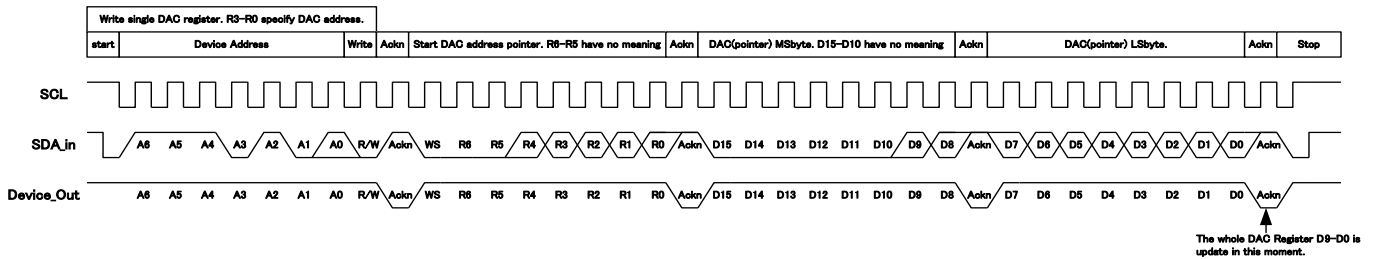 Write single DAC register. R3-R0 specify DAC address.
start Device Address Write Ackn Start DAC address pointer. R6-R5 have no meaning Ackn DAC(pointer) MSbyte. D15-D10 have no meaning Ackn DAC(pointer) LSbyte. Ackn Stop
SCL
SDA_in A6 A5 A4 A3 A2 A1 A0 R/W Ackn WS R6 R5 R4 R3 R2 R1 R0 Ackn D15 D14 D13 D12 D11 D10 D9 D8 Ackn D7 D6 D5 D4 D3 D2 D1 D0 Ackn
Device_Out A6 A5 A4 A3 A2 A1 A0 R/W Ackn WS R6 R5 R4 R3 R2 R1 R0 Ackn D15 D14 D13 D12 D11 D10 D9 D8 Ackn D7 D6 D5 D4 D3 D2 D1 D0 Ackn
The whole DAC Register D9-D0 is
update in this moment.